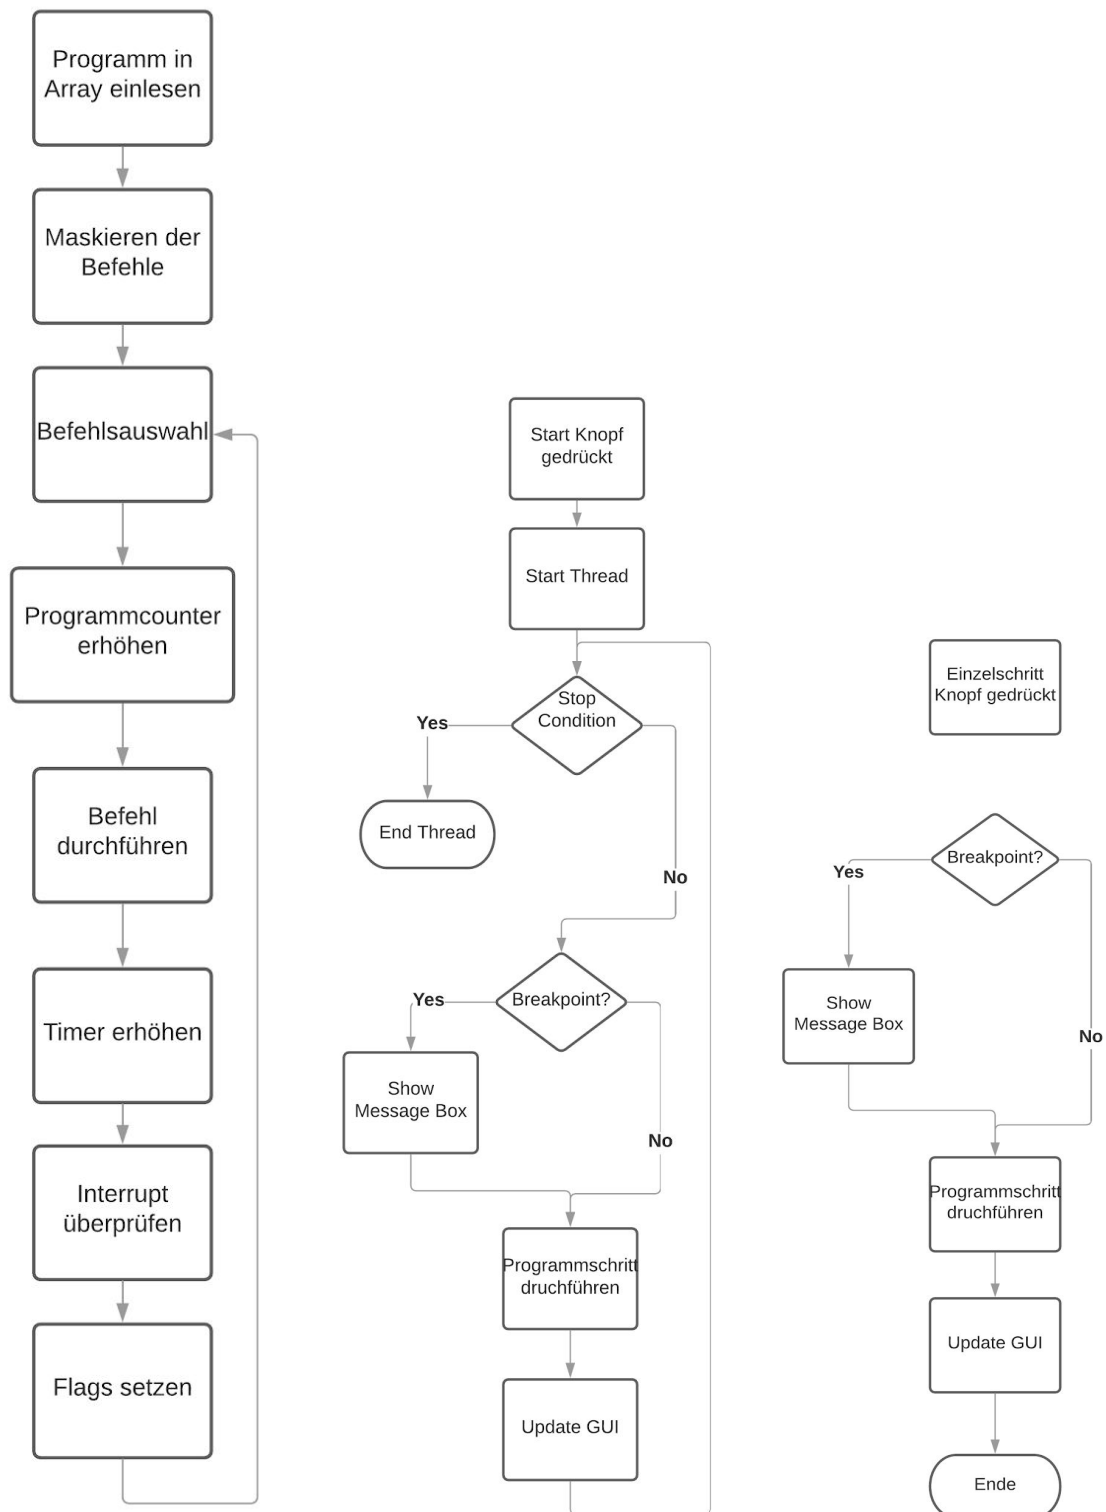 Programm in
Array einlesen
Maskieren der
Befehle
Befehlsauswahl
Programmcounter
erhöhen
Befehl
durchführen
Timer erhöhen
Interrupt
überprüfen
Flags setzen
Start Knopf
gedrückt
Start Thread
Stop
Condition
Yes
End Thread
No
Breakpoint?
Yes
Show
Message Box
No
Programmschritt
druchführen
Update GUI
Einzelschritt
Knopf gedrückt
Breakpoint?
Yes
Show
Message Box
No
Programmschritt
druchführen
Update GUI
Ende